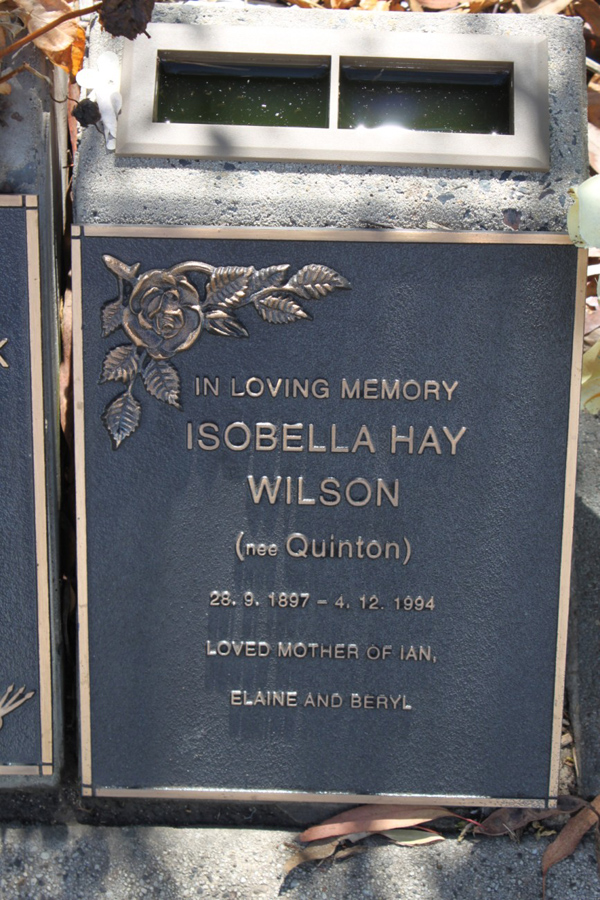 IN LOVING MEMORY
ISOBELLA HAY
WILSON
(nee Quinton)
28. 9. 1897 – 4. 12. 1994
LOVED MOTHER OF IAN,
ELAINE AND BERYL